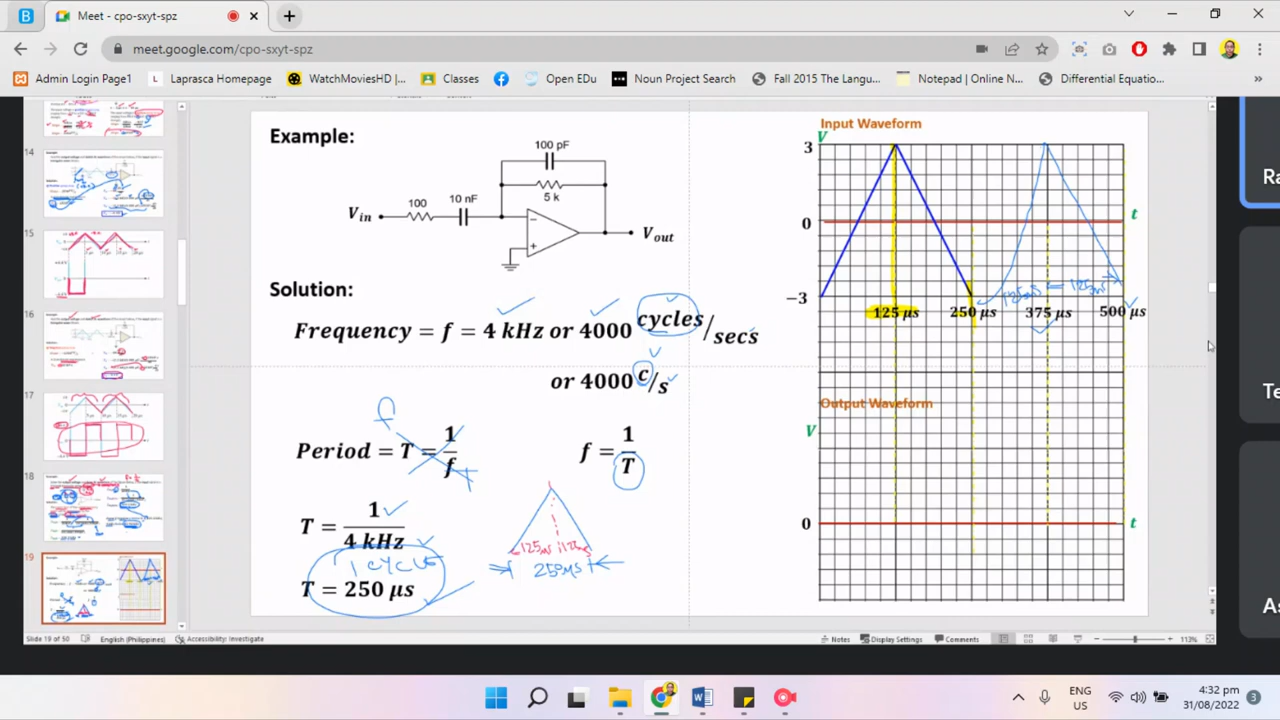 Meet - cpo-sxyt-spz
meet.google.com/cpo-sxyt-spz
Admin Login Page1
L Laprasca Homepage
WatchMoviesHD |...
Classes
Open EDu
Noun Project Search
Fall 2015 The Langu...
Notepad | Online N...
Differential Equatio...
»
14
15
16
17
18
19
Example:
100 pF
5 k
100
10 nF
Vin
Vout
−
+
Solution:
Frequency = f = 4 kHz or 4000 cycles/secs
or 4000 c/s
Period = T = 1/f
f = 1/T
f
T
T = 1/4 kHz
1 CYCLE
T = 250 μs
125μs
250μs
Input Waveform
V
3
0
−3
t
125μs
125μs
125 μs
250 μs
375 μs
500 μs
Output Waveform
V
0
t
Ra
Te
As
Slide 19 of 50
English (Philippines)
Accessibility: Investigate
Notes
Display Settings
Comments
113%
ENG
US
4:32 pm
31/08/2022
3